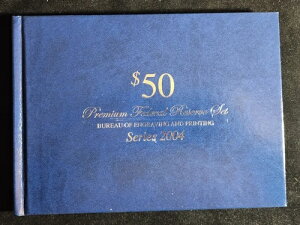 $50
Premium Federal Reserve Set
BUREAU OF ENGRAVING AND PRINTING
Series 2004